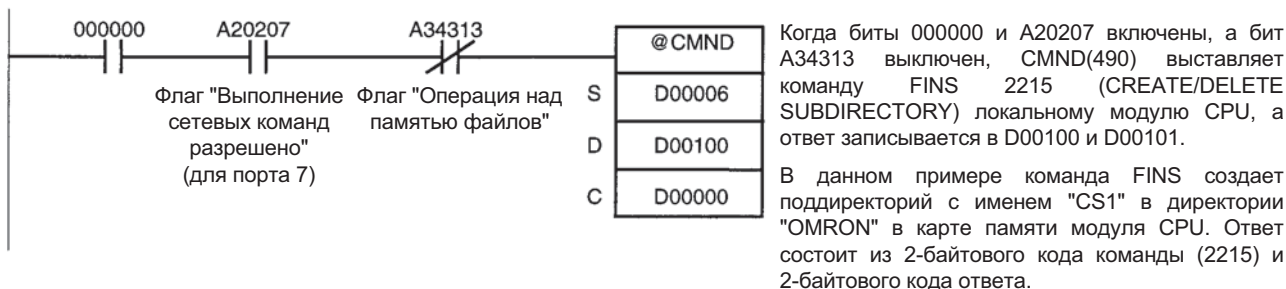 000000 A20207 A34313
@CMND
S D00006
D D00100
C D00000
Флаг "Выполнение
сетевых команд
разрешено"
(для порта 7)
Флаг "Операция над
памятью файлов"
Когда биты 000000 и A20207 включены, а бит
A34313 выключен, CMND(490) выставляет
команду FINS 2215 (CREATE/DELETE
SUBDIRECTORY) локальному модулю CPU, а
ответ записывается в D00100 и D00101.
В данном примере команда FINS создает
поддиректорий с именем "CS1" в директории
"OMRON" в карте памяти модуля CPU. Ответ
состоит из 2-байтового кода команды (2215) и
2-байтового кода ответа.